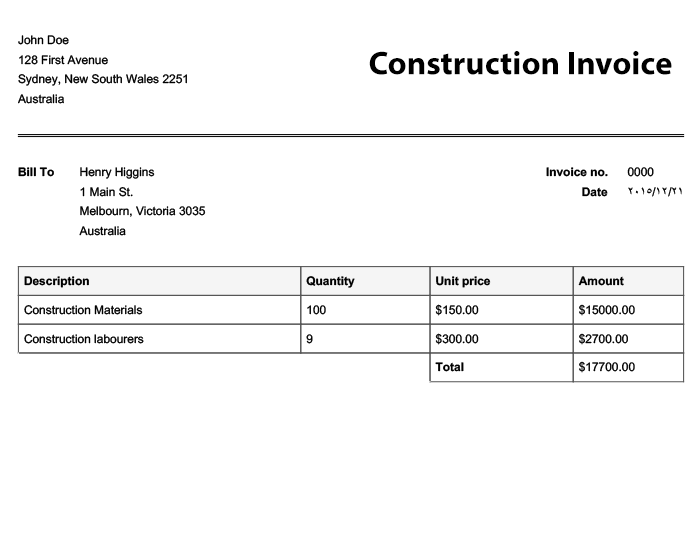 John Doe
128 First Avenue
Sydney, New South Wales 2251
Australia
Construction Invoice
Bill To Henry Higgins
1 Main St.
Melbourn, Victoria 3035
Australia
Invoice no. 0000
Date ٢٠١٥/١٢/٢١
Description Quantity Unit price Amount
Construction Materials 100 $150.00 $15000.00
Construction labourers 9 $300.00 $2700.00
Total $17700.00